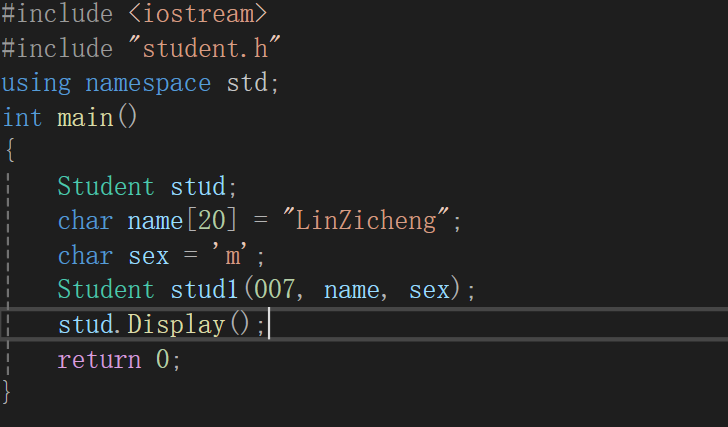 #include <iostream>
#include "student.h"
using namespace std;
int main()
{
Student stud;
char name[20] = "LinZicheng";
char sex = 'm';
Student stud1(007, name, sex);
stud.Display();
return 0;
}